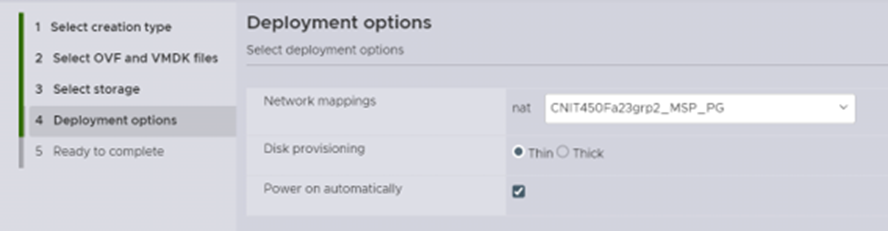 1 Select creation type
2 Select OVF and VMDK files
3 Select storage
4 Deployment options
5 Ready to complete
Deployment options
Select deployment options
Network mappings
nat CNIT450Fa23grp2_MSP_PG
Disk provisioning
Thin Thick
Power on automatically